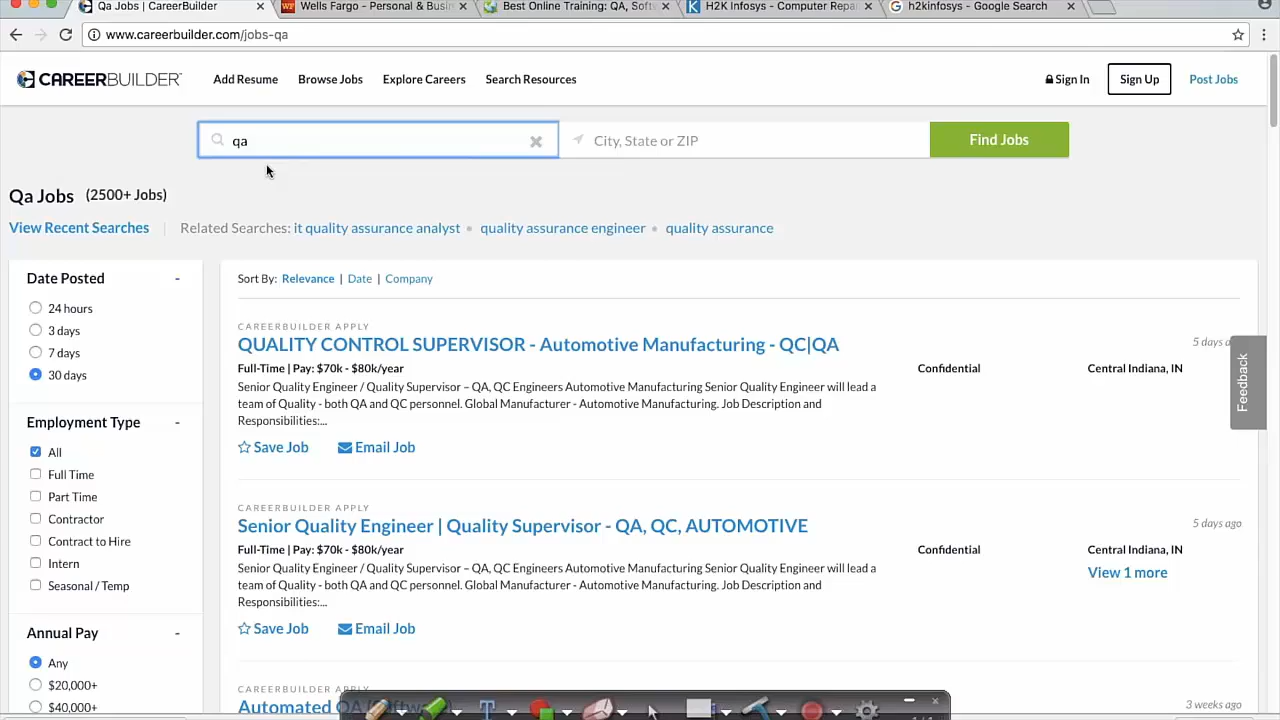 Qa Jobs | CareerBuilder
Wells Fargo - Personal & Busin
Best Online Training: QA, Soft
H2K Infosys - Computer Repai
h2kinfosys - Google Search
www.careerbuilder.com/jobs-qa
CAREERBUILDER
Add Resume
Browse Jobs
Explore Careers
Search Resources
Sign In
Sign Up
Post Jobs
qa
City, State or ZIP
Find Jobs
Qa Jobs (2500+ Jobs)
View Recent Searches
Related Searches: it quality assurance analyst • quality assurance engineer • quality assurance
Date Posted -
24 hours
3 days
7 days
30 days
Employment Type -
All
Full Time
Part Time
Contractor
Contract to Hire
Intern
Seasonal / Temp
Annual Pay -
Any
$20,000+
$40,000+
Sort By: Relevance | Date | Company
CAREERBUILDER APPLY
QUALITY CONTROL SUPERVISOR - Automotive Manufacturing - QC|QA
5 days a
Full-Time | Pay: $70k - $80k/year
Confidential
Central Indiana, IN
Senior Quality Engineer / Quality Supervisor – QA, QC Engineers Automotive Manufacturing Senior Quality Engineer will lead a
team of Quality - both QA and QC personnel. Global Manufacturer - Automotive Manufacturing. Job Description and
Responsibilities:...
Save Job
Email Job
Feedback
CAREERBUILDER APPLY
Senior Quality Engineer | Quality Supervisor - QA, QC, AUTOMOTIVE
5 days ago
Full-Time | Pay: $70k - $80k/year
Confidential
Central Indiana, IN
View 1 more
Senior Quality Engineer / Quality Supervisor – QA, QC Engineers Automotive Manufacturing Senior Quality Engineer will lead a
team of Quality - both QA and QC personnel. Global Manufacturer - Automotive Manufacturing. Job Description and
Responsibilities:...
Save Job
Email Job
CAREERBUILDER APPLY
Automated QA
3 weeks ago